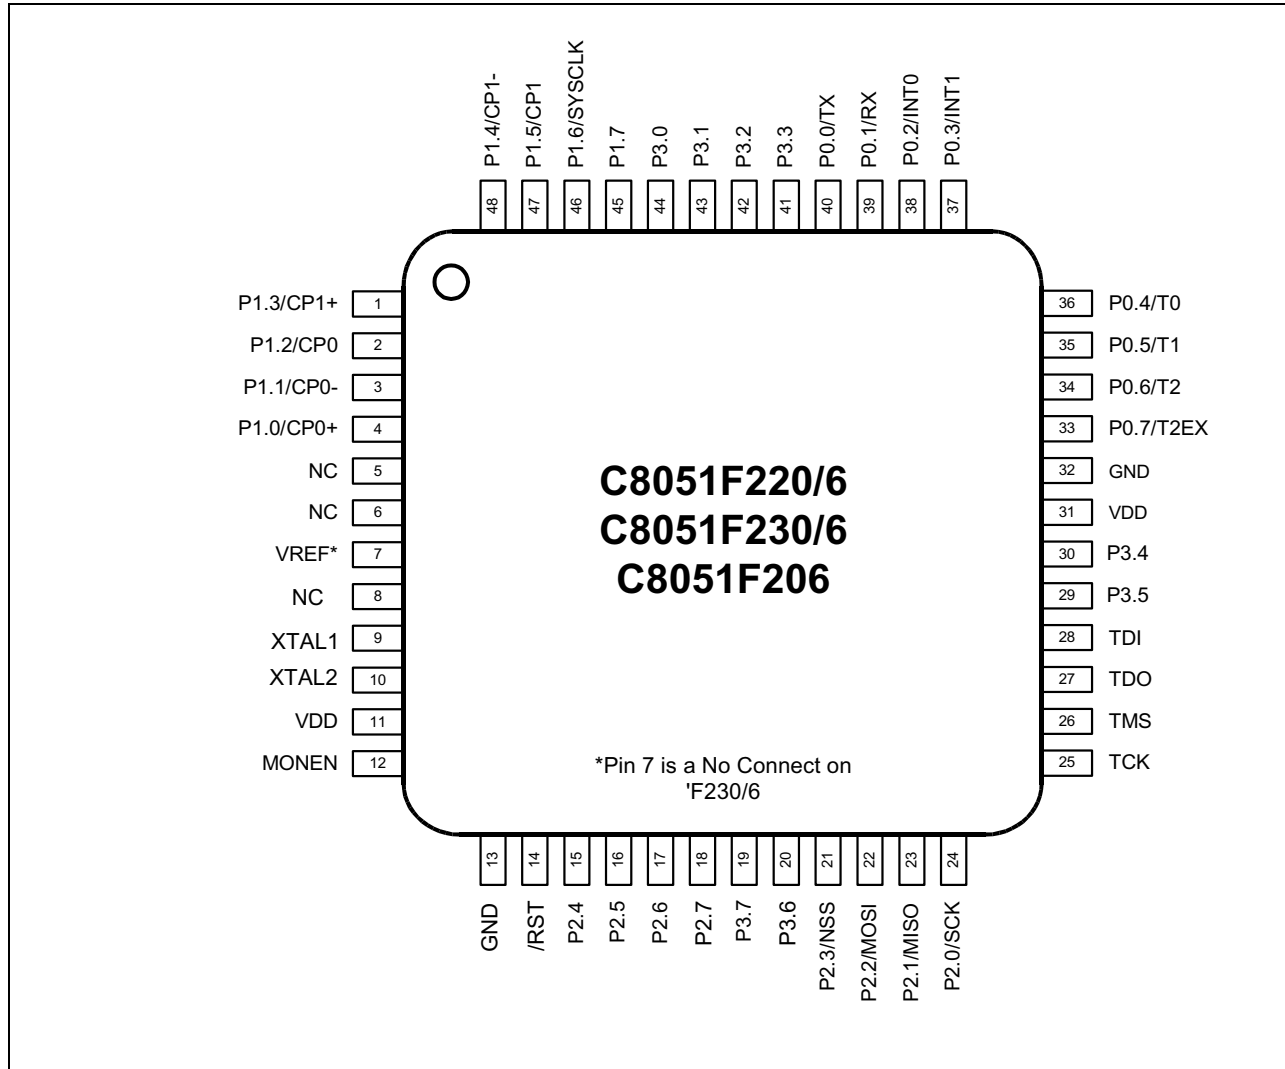 P1.4/CP1-
P1.5/CP1
P1.6/SYSCLK
P1.7
P3.0
P3.1
P3.2
P3.3
P0.0/TX
P0.1/RX
P0.2/INT0
P0.3/INT1
48
47
46
45
44
43
42
41
40
39
38
37
P1.3/CP1+ 1
P1.2/CP0 2
P1.1/CP0- 3
P1.0/CP0+ 4
NC 5
NC 6
VREF* 7
NC 8
XTAL1 9
XTAL2 10
VDD 11
MONEN 12
C8051F220/6
C8051F230/6
C8051F206
*Pin 7 is a No Connect on
'F230/6
36 P0.4/T0
35 P0.5/T1
34 P0.6/T2
33 P0.7/T2EX
32 GND
31 VDD
30 P3.4
29 P3.5
28 TDI
27 TDO
26 TMS
25 TCK
13
14
15
16
17
18
19
20
21
22
23
24
GND
/RST
P2.4
P2.5
P2.6
P2.7
P3.7
P3.6
P2.3/NSS
P2.2/MOSI
P2.1/MISO
P2.0/SCK